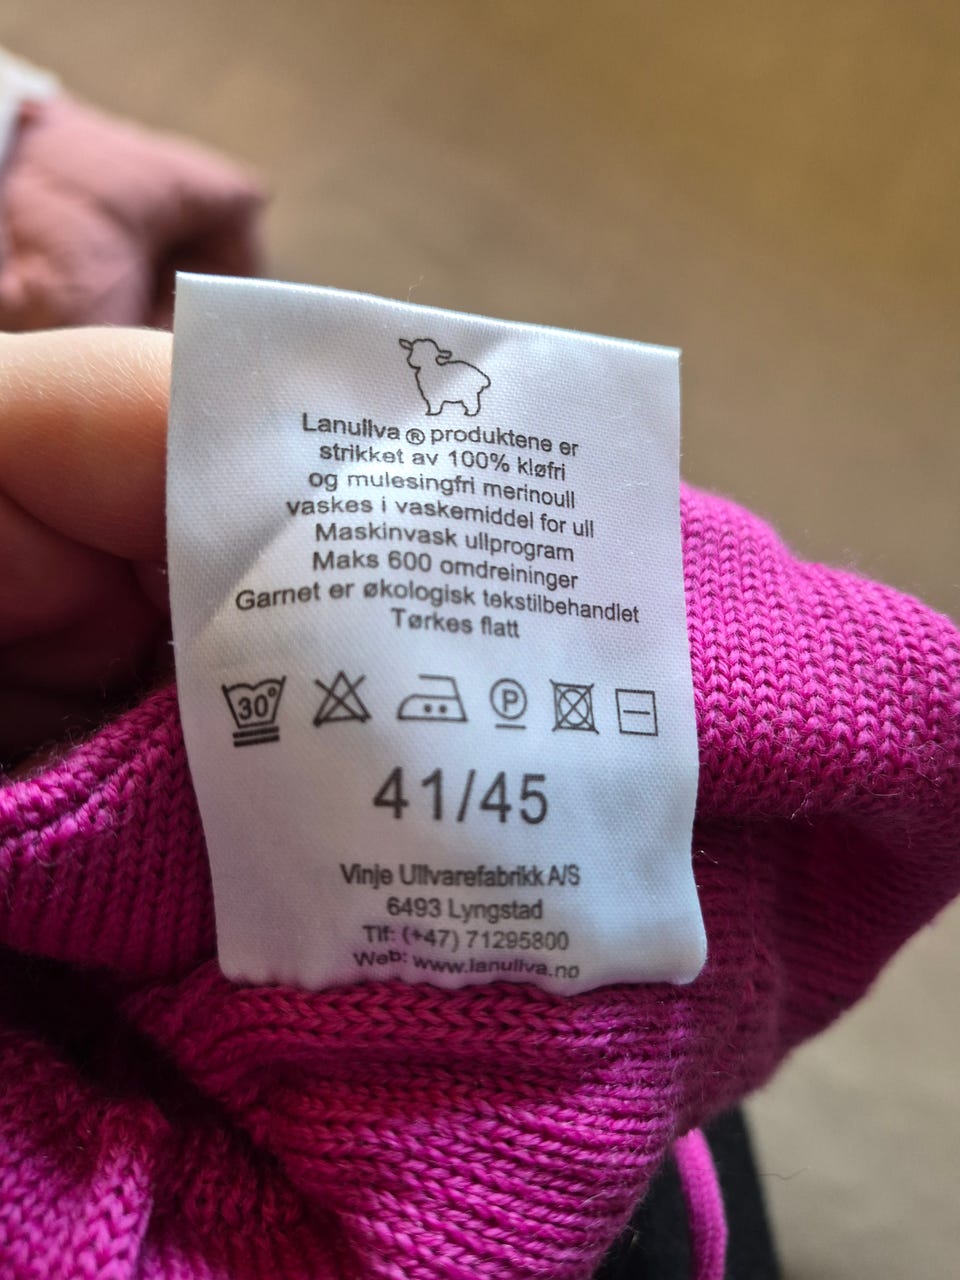 Lanullva ® produktene er
strikket av 100% kløfri
og mulesingfri merinoull
vaskes i vaskemiddel for ull
Maskinvask ullprogram
Maks 600 omdreininger
Garnet er økologisk tekstilbehandlet
Tørkes flatt
30° P
41/45
Vinje Ullvarefabrikk A/S
6493 Lyngstad
Tlf: (+47) 71295800
Web: www.lanullva.no